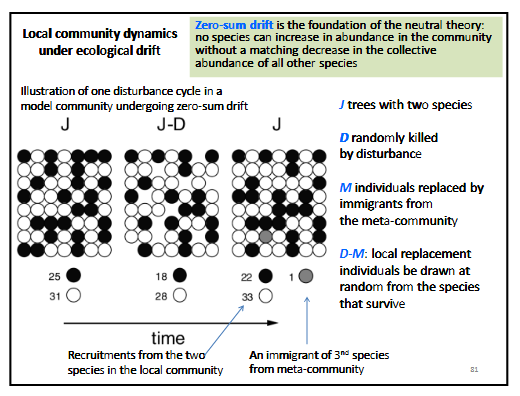 Local community dynamics
under ecological drift
Zero-sum drift is the foundation of the neutral theory:
no species can increase in abundance in the community
without a matching decrease in the collective
abundance of all other species
Illustration of one disturbance cycle in a
model community undergoing zero-sum drift
J
J-D
J
25
31
18
28
22
33
1
time
Recruitments from the two
species in the local community
An immigrant of 3nd species
from meta-community
J trees with two species
D randomly killed
by disturbance
M individuals replaced by
immigrants from
the meta-community
D-M: local replacement
individuals be drawn at
random from the species
that survive
81